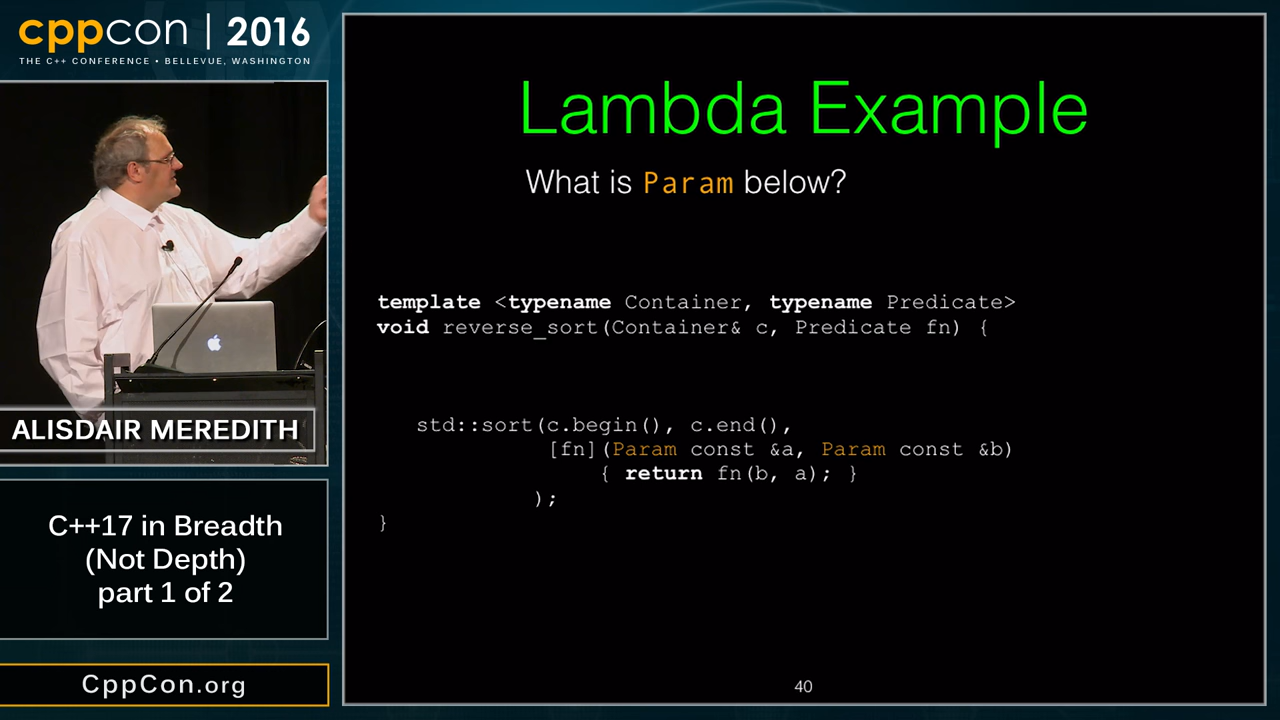 cppcon | 2016
THE C++ CONFERENCE • BELLEVUE, WASHINGTON
ALISDAIR MEREDITH
C++17 in Breadth
(Not Depth)
part 1 of 2
CppCon.org
Lambda Example
What is Param below?
template <typename Container, typename Predicate>
void reverse_sort(Container& c, Predicate fn) {
std::sort(c.begin(), c.end(),
[fn](Param const &a, Param const &b)
{ return fn(b, a); }
);
}
40